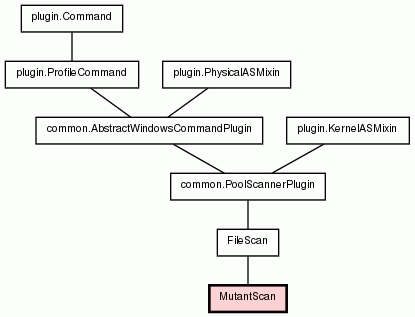 plugin.Command
plugin.ProfileCommand
plugin.PhysicalASMixin
common.AbstractWindowsCommandPlugin
plugin.KernelASMixin
common.PoolScannerPlugin
FileScan
MutantScan